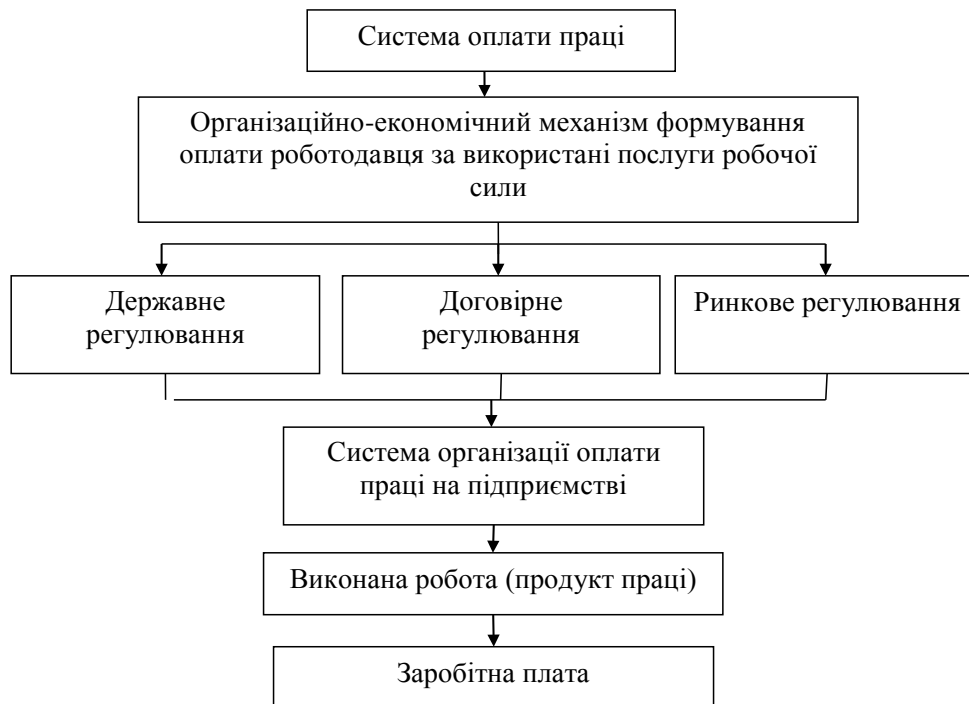 Система оплати праці
Організаційно-економічний механізм формування
оплати роботодавця за використані послуги робочої
сили
Державне
регулювання
Договірне
регулювання
Ринкове регулювання
Система організації оплати
праці на підприємстві
Виконана робота (продукт праці)
Заробітна плата